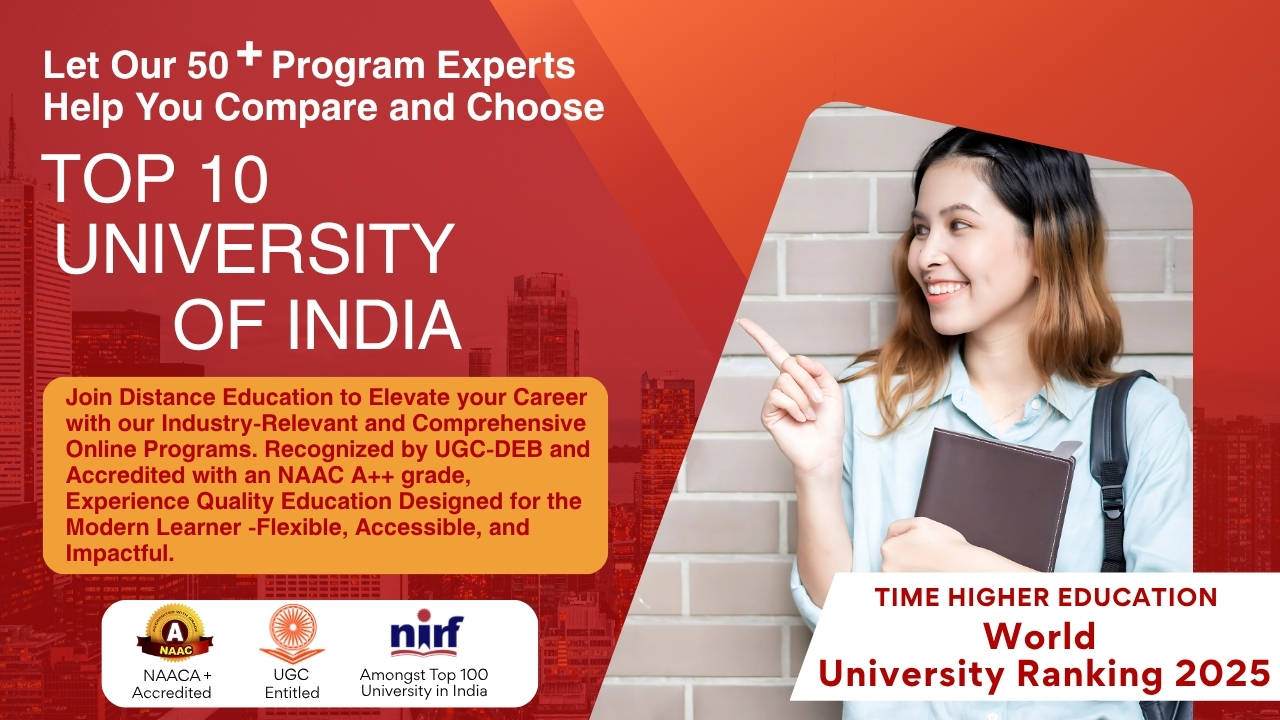 Let Our 50+ Program Experts
Help You Compare and Choose
TOP 10
UNIVERSITY
OF INDIA
Join Distance Education to Elevate your Career
with our Industry-Relevant and Comprehensive
Online Programs. Recognized by UGC-DEB and
Accredited with an NAAC A++ grade,
Experience Quality Education Designed for the
Modern Learner -Flexible, Accessible, and
Impactful.
A
NAAC
NAACA+
Accredited
UGC
Entitled
nirf
Amongst Top 100
University in India
TIME HIGHER EDUCATION
World
University Ranking 2025